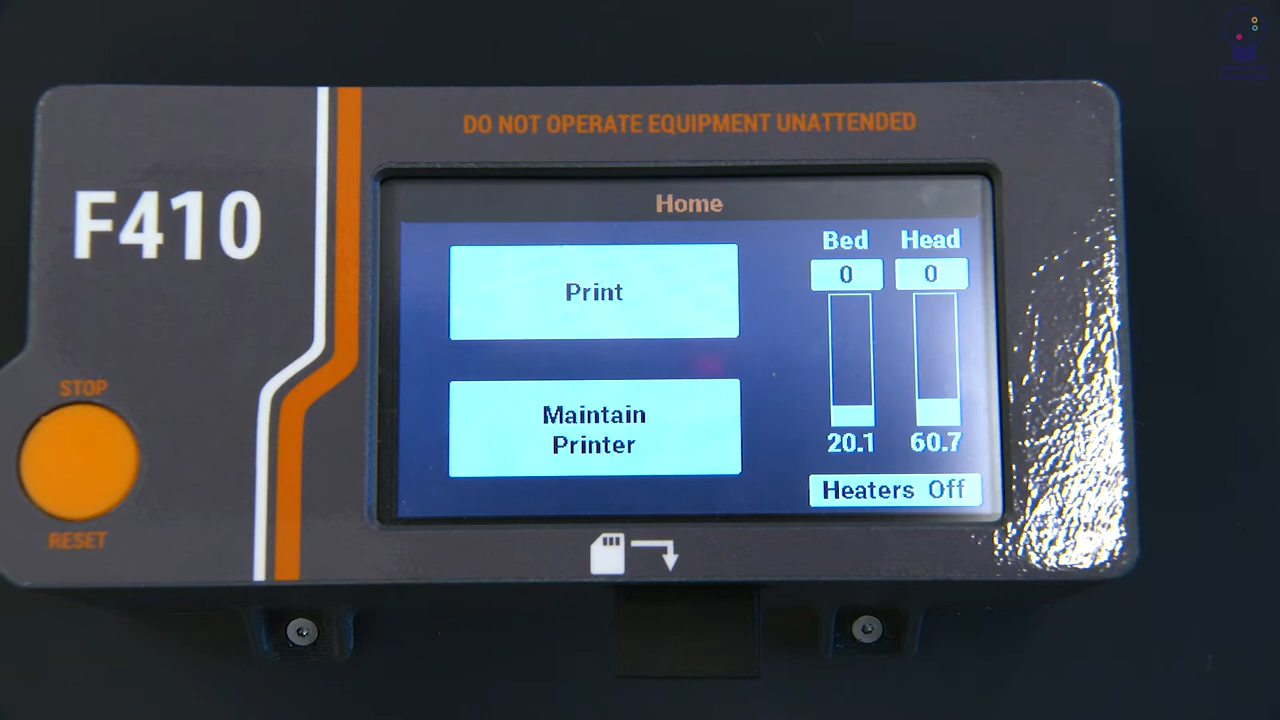 DO NOT OPERATE EQUIPMENT UNATTENDED
F410
Home
Print
Maintain
Printer
Bed Head
0 0
20.1 60.7
Heaters Off
STOP
RESET